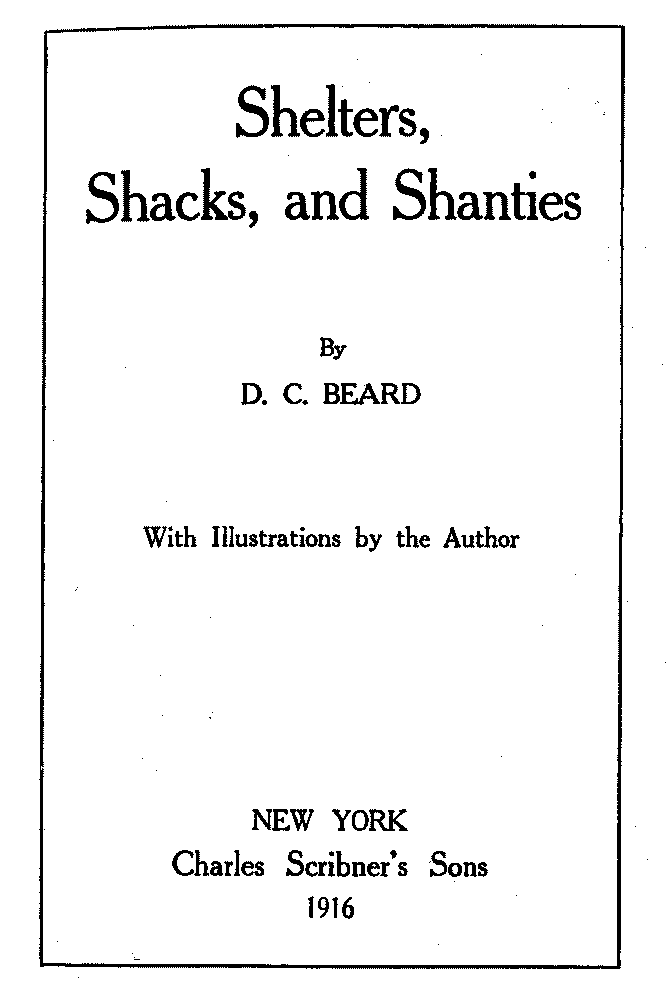 Shelters,
Shacks, and Shanties
By
D. C. BEARD
With Illustrations by the Author
NEW YORK
Charles Scribner's Sons
1916